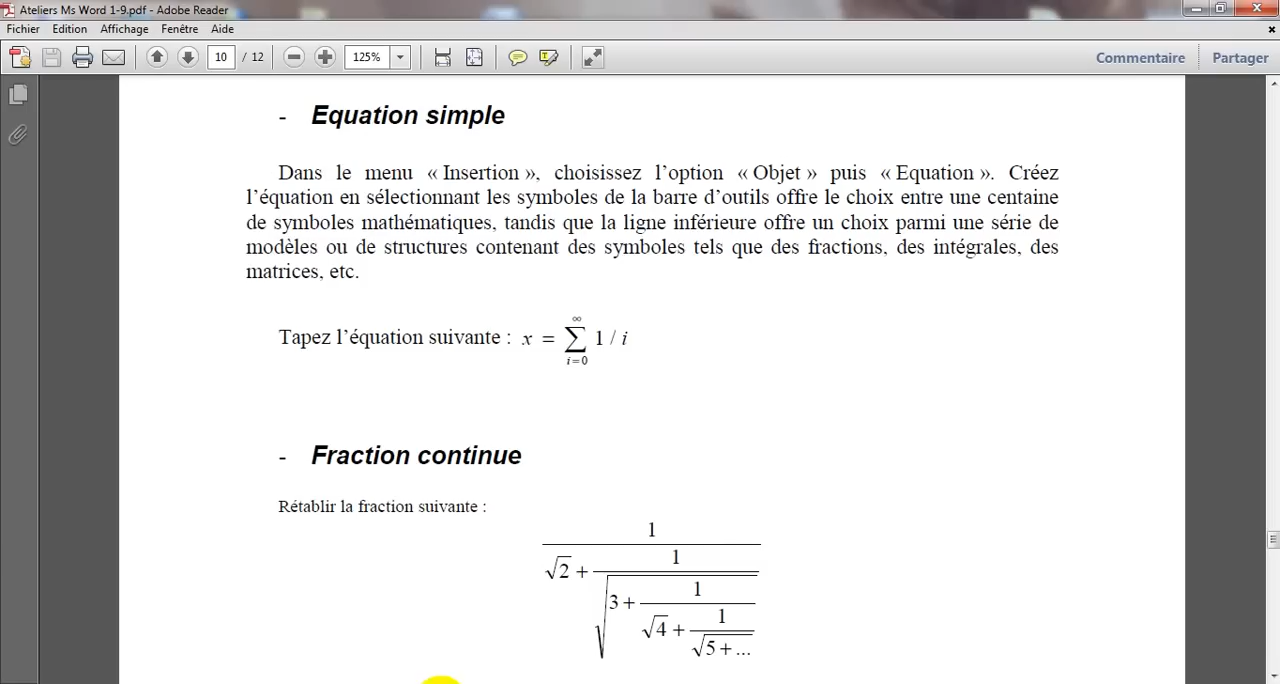 Ateliers Ms Word 1-9.pdf - Adobe Reader
Fichier Edition Affichage Fenêtre Aide
10 / 12 125% Commentaire Partager
- Equation simple
Dans le menu « Insertion », choisissez l’option « Objet » puis « Equation ». Créez
l’équation en sélectionnant les symboles de la barre d’outils offre le choix entre une centaine
de symboles mathématiques, tandis que la ligne inférieure offre un choix parmi une série de
modèles ou de structures contenant des symboles tels que des fractions, des intégrales, des
matrices, etc.
∞
Tapez l’équation suivante : x = ∑ 1 / i
i=0
- Fraction continue
Rétablir la fraction suivante :
1
√2 + 1
√3 + 1
√4 + 1
√5 + ...